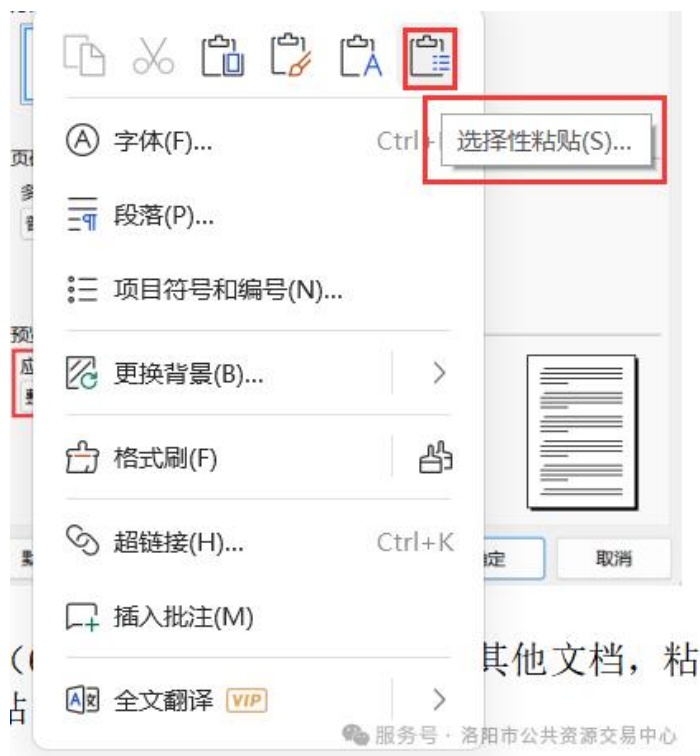 选择性粘贴(S)...
字体(F)...
段落(P)...
项目符号和编号(N)...
更换背景(B)...
格式刷(F)
超链接(H)... Ctrl+K
取消
插入批注(M)
其他文档，粘
全文翻译 VIP
服务号 · 洛阳市公共资源交易中心